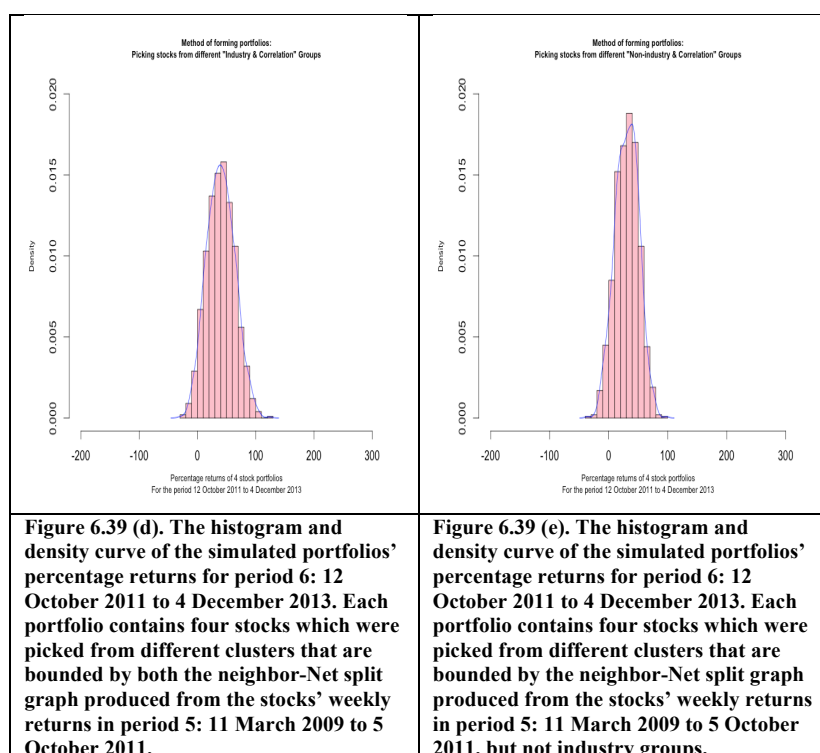 Method of forming portfolios:
Picking stocks from different "Industry & Correlation" Groups
0.020
0.015
0.010
0.005
0.000
Density
-200
-100
0
100
200
300
Percentage returns of 4 stock portfolios
For the period 12 October 2011 to 4 December 2013
Figure 6.39 (d). The histogram and
density curve of the simulated portfolios'
percentage returns for period 6: 12
October 2011 to 4 December 2013. Each
portfolio contains four stocks which were
picked from different clusters that are
bounded by both the neighbor-Net split
graph produced from the stocks' weekly
returns in period 5: 11 March 2009 to 5
October 2011.
Method of forming portfolios:
Picking stocks from different "Non-industry & Correlation" Groups
0.020
0.015
0.010
0.005
0.000
Density
-200
-100
0
100
200
300
Percentage returns of 4 stock portfolios
For the period 12 October 2011 to 4 December 2013
Figure 6.39 (e). The histogram and
density curve of the simulated portfolios'
percentage returns for period 6: 12
October 2011 to 4 December 2013. Each
portfolio contains four stocks which were
picked from different clusters that are
bounded by the neighbor-Net split graph
produced from the stocks' weekly returns
in period 5: 11 March 2009 to 5 October
2011, but not industry groups.